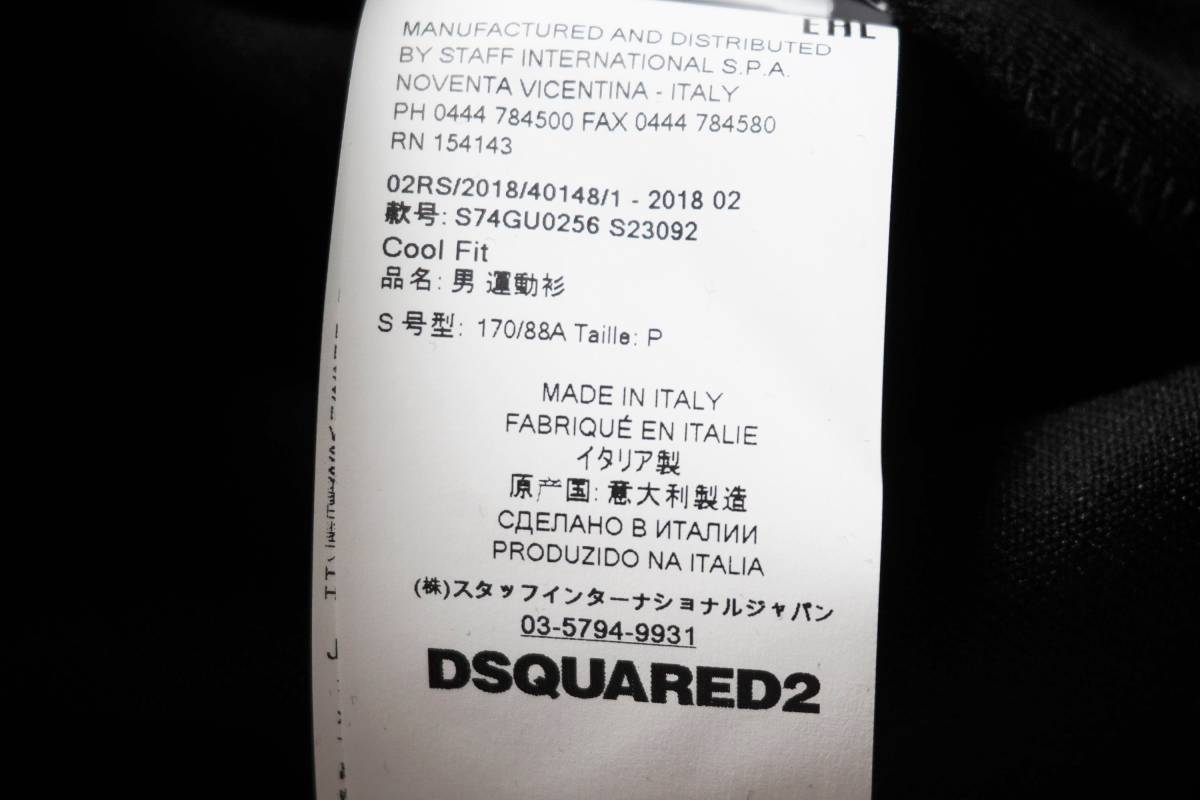 EAC
MANUFACTURED AND DISTRIBUTED
BY STAFF INTERNATIONAL S.P.A.
NOVENTA VICENTINA - ITALY
PH 0444 784500 FAX 0444 784580
RN 154143
02RS/2018/40148/1 - 2018 02
款号: S74GU0256 S23092
Cool Fit
品名: 男 運動衫
S 号型: 170/88A Taille: P
MADE IN ITALY
FABRIQUÉ EN ITALIE
イタリア製
原产国: 意大利製造
СДЕЛАНО В ИТАЛИИ
PRODUZIDO NA ITALIA
(株)スタッフインターナショナルジャパン
03-5794-9931
DSQUARED2